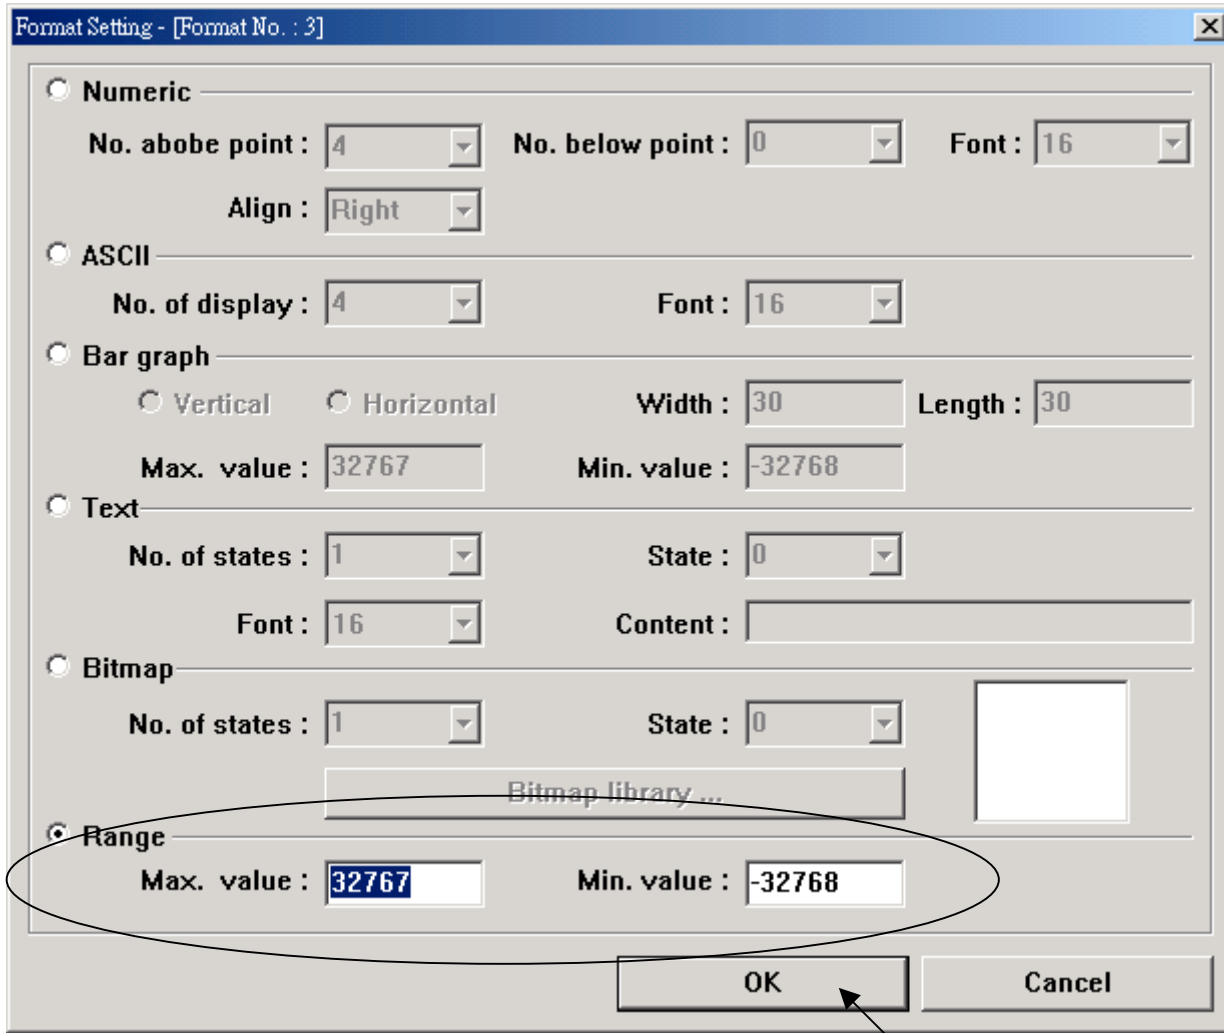 Format Setting - [Format No. : 3]
Numeric
No. abobe point : 4 No. below point : 0 Font : 16
Align : Right
ASCII
No. of display : 4 Font : 16
Bar graph
Vertical Horizontal Width : 30 Length : 30
Max. value : 32767 Min. value : -32768
Text
No. of states : 1 State : 0
Font : 16 Content :
Bitmap
No. of states : 1 State : 0
Bitmap library ...
Range
Max. value : 32767 Min. value : -32768
OK Cancel